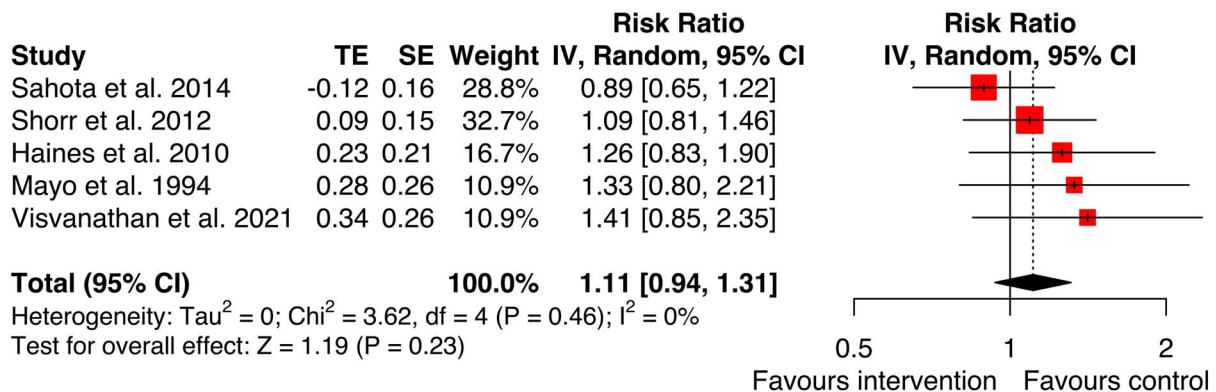 Risk Ratio Risk Ratio
Study TE SE Weight IV, Random, 95% CI IV, Random, 95% CI
Sahota et al. 2014 -0.12 0.16 28.8% 0.89 [0.65, 1.22]
Shorr et al. 2012 0.09 0.15 32.7% 1.09 [0.81, 1.46]
Haines et al. 2010 0.23 0.21 16.7% 1.26 [0.83, 1.90]
Mayo et al. 1994 0.28 0.26 10.9% 1.33 [0.80, 2.21]
Visvanathan et al. 2021 0.34 0.26 10.9% 1.41 [0.85, 2.35]
Total (95% CI) 100.0% 1.11 [0.94, 1.31]
Heterogeneity: Tau² = 0; Chi² = 3.62, df = 4 (P = 0.46); I² = 0%
Test for overall effect: Z = 1.19 (P = 0.23)
0.5 1 2
Favours intervention Favours control